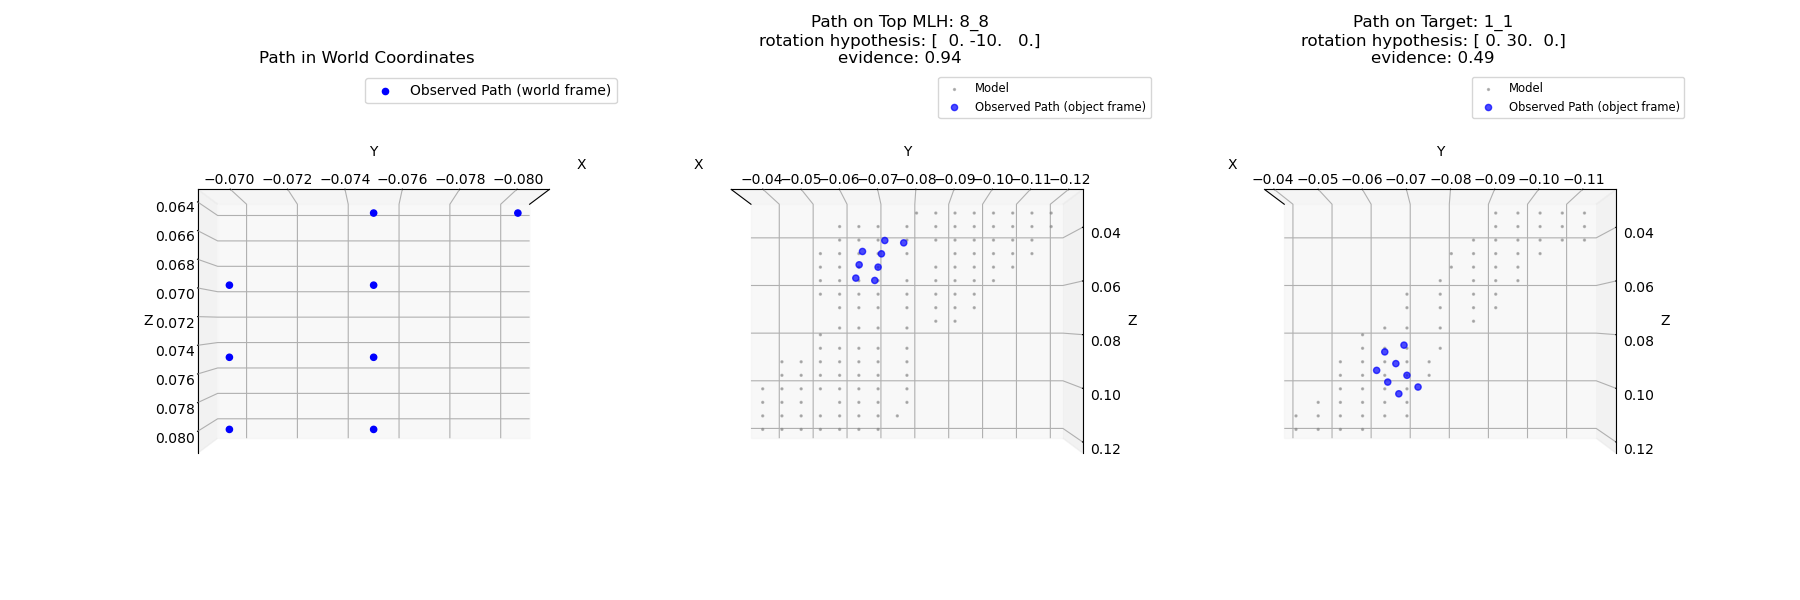 Path in World Coordinates
Observed Path (world frame)
Y
X
−0.070 −0.072 −0.074 −0.076 −0.078 −0.080
0.064
0.066
0.068
0.070
Z 0.072
0.074
0.076
0.078
0.080
Path on Top MLH: 8_8
rotation hypothesis: [  0. -10.   0.]
evidence: 0.94
Model
Observed Path (object frame)
Y
X
−0.04 −0.05 −0.06 −0.07 −0.08 −0.09 −0.10 −0.11 −0.12
0.04
0.06
Z
0.08
0.10
0.12
Path on Target: 1_1
rotation hypothesis: [ 0. 30.  0.]
evidence: 0.49
Model
Observed Path (object frame)
Y
X
−0.04 −0.05 −0.06 −0.07 −0.08 −0.09 −0.10 −0.11
0.04
0.06
Z
0.08
0.10
0.12